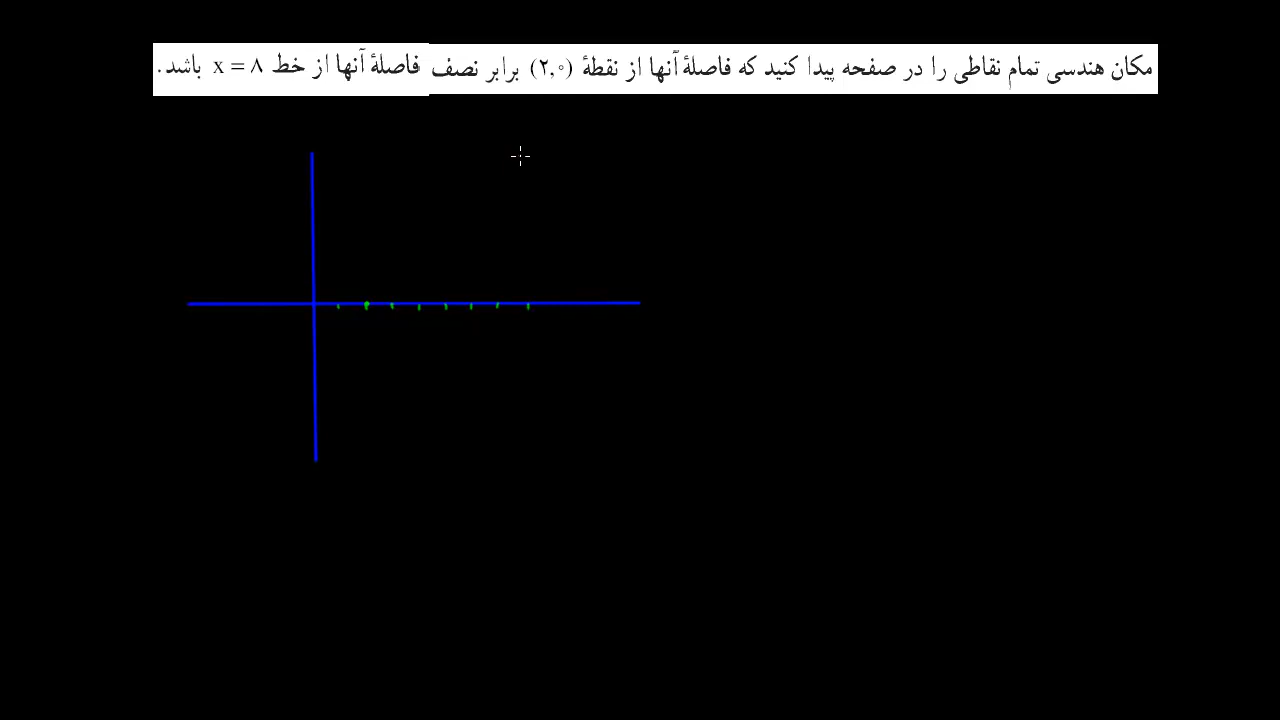 مکان هندسی تمام نقاطی را در صفحه پیدا کنید که فاصلهٔ آنها از نقطهٔ (۲,۰) برابر نصف فاصلهٔ آنها از خط x = ۸ باشد.